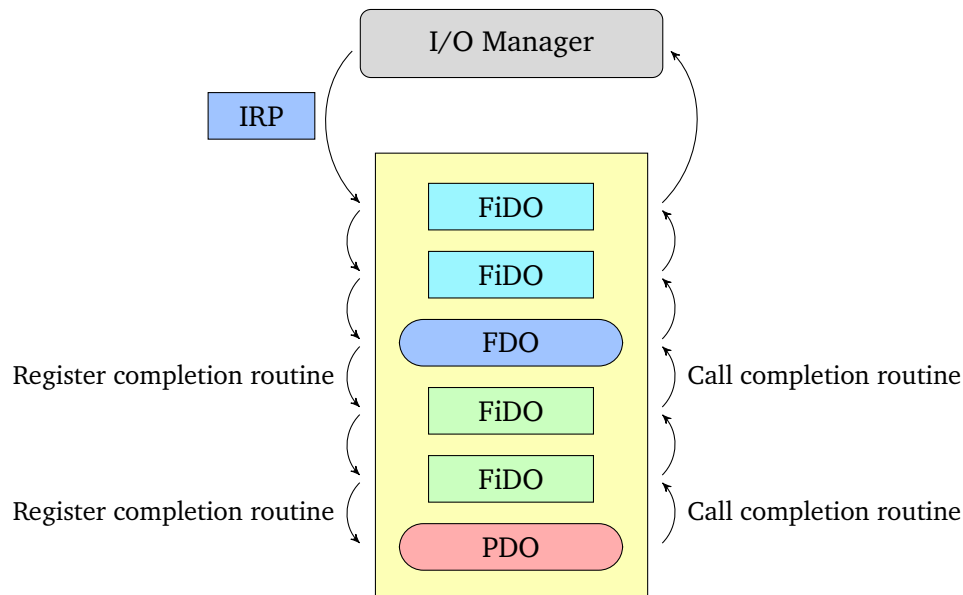 I/O Manager
IRP
FiDO
FiDO
FDO
Register completion routine
Call completion routine
FiDO
FiDO
Register completion routine
Call completion routine
PDO